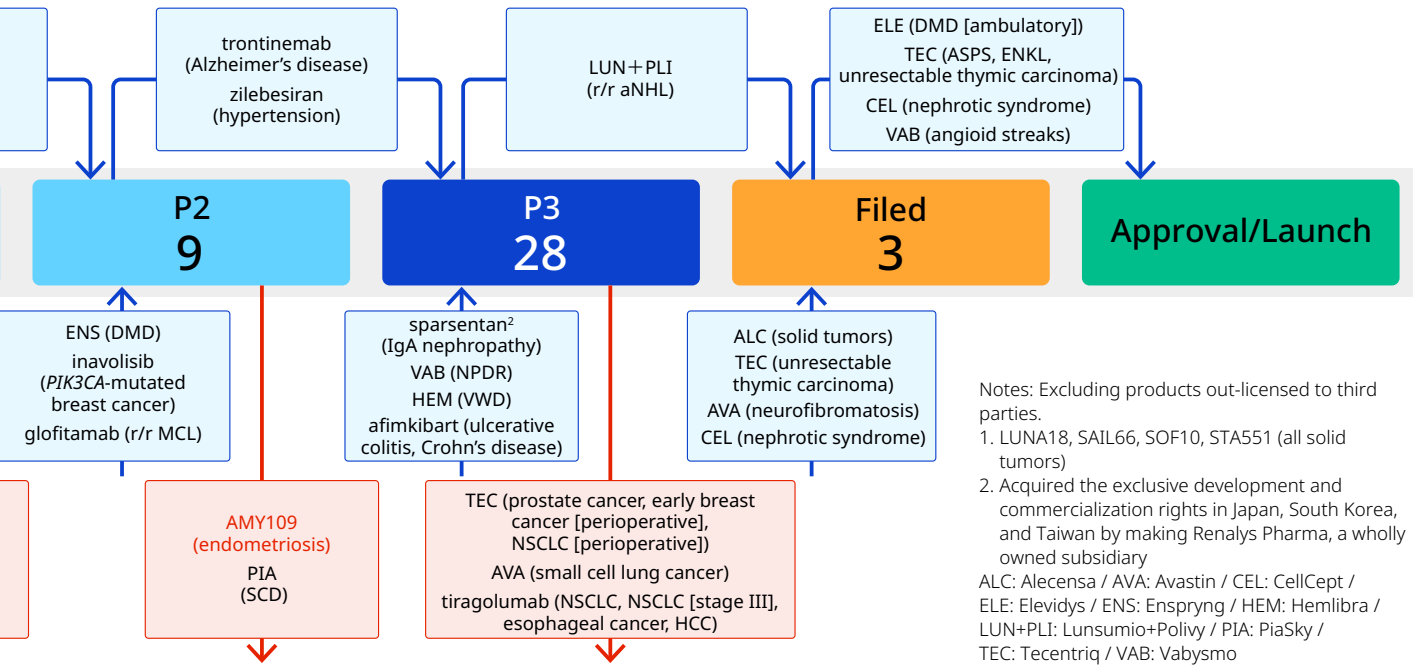 trontinemab
(Alzheimer’s disease)
zilebesiran
(hypertension)
LUN＋PLI
(r/r aNHL)
ELE (DMD [ambulatory])
TEC (ASPS, ENKL,
unresectable thymic carcinoma)
CEL (nephrotic syndrome)
VAB (angioid streaks)
P2
9
P3
28
Filed
3
Approval/Launch
ENS (DMD)
inavolisib
(PIK3CA-mutated
breast cancer)
glofitamab (r/r MCL)
sparsentan2
(IgA nephropathy)
VAB (NPDR)
HEM (VWD)
afimkibart (ulcerative
colitis, Crohn’s disease)
ALC (solid tumors)
TEC (unresectable
thymic carcinoma)
AVA (neurofibromatosis)
CEL (nephrotic syndrome)
AMY109
(endometriosis)
PIA
(SCD)
TEC (prostate cancer, early breast
cancer [perioperative],
NSCLC [perioperative])
AVA (small cell lung cancer)
tiragolumab (NSCLC, NSCLC [stage III],
esophageal cancer, HCC)
Notes: Excluding products out-licensed to third
parties.
1. LUNA18, SAIL66, SOF10, STA551 (all solid
tumors)
2. Acquired the exclusive development and
commercialization rights in Japan, South Korea,
and Taiwan by making Renalys Pharma, a wholly
owned subsidiary
ALC: Alecensa / AVA: Avastin / CEL: CellCept /
ELE: Elevidys / ENS: Enspryng / HEM: Hemlibra /
LUN+PLI: Lunsumio+Polivy / PIA: PiaSky /
TEC: Tecentriq / VAB: Vabysmo